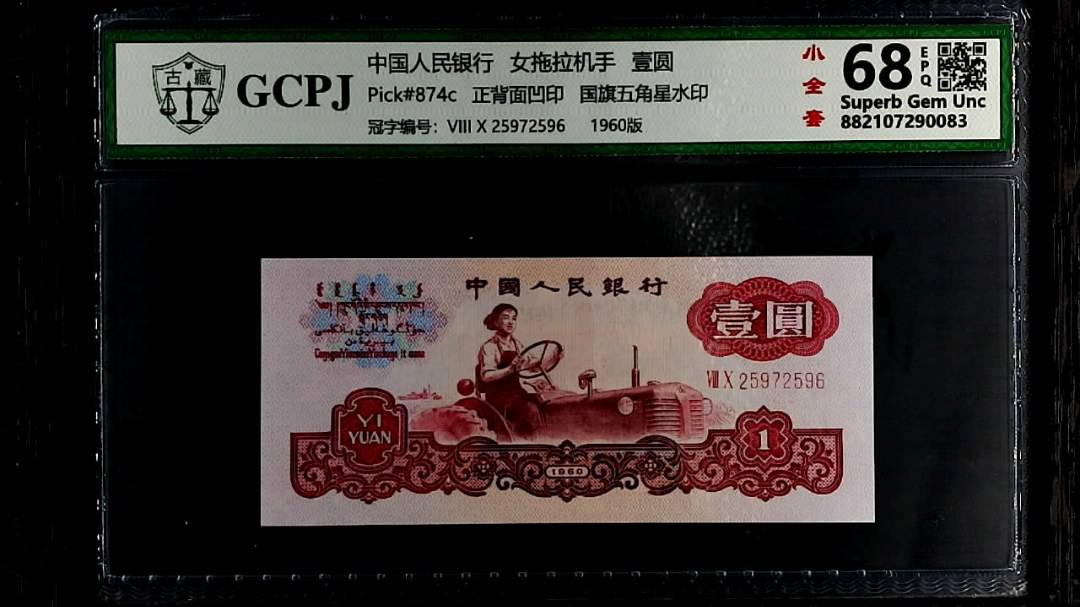 古藏
GCPJ
中国人民银行 女拖拉机手 壹圆
Pick#874c 正背面凹印 国旗五角星水印
冠字编号: VIII X 25972596 1960版
小全套
68
EPQ
Superb Gem Unc
882107290083
中國人民銀行
壹圓
VIII X 25972596
YI
YUAN
1
1960